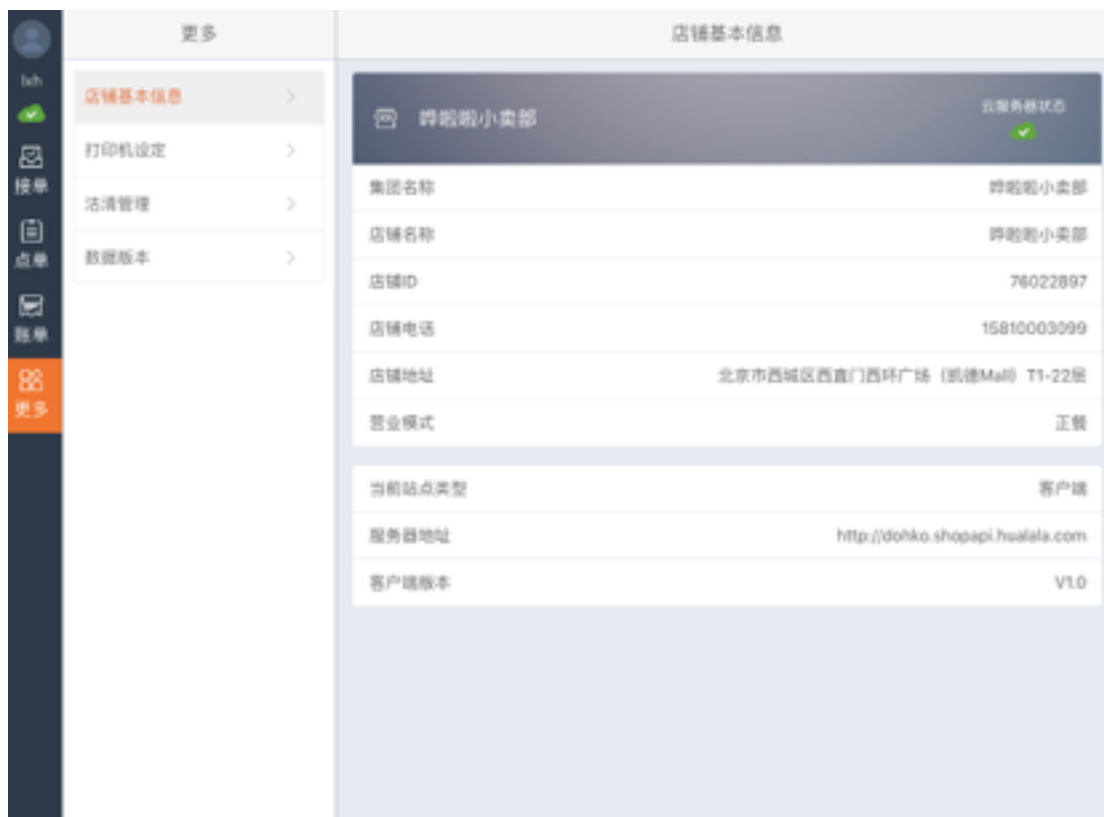 更多
店铺基本信息
lxh
接单
点单
账单
更多
店铺基本信息
打印机设定
沽清管理
数据版本
哗啦啦小卖部
云服务器状态
集团名称 哗啦啦小卖部
店铺名称 哗啦啦小卖部
店铺ID 76022897
店铺电话 15810003099
店铺地址 北京市西城区西直门西环广场（凯德Mall）T1-22层
营业模式 正餐
当前站点类型 客户端
服务器地址 http://dohko.shopapi.hualala.com
客户端版本 V1.0